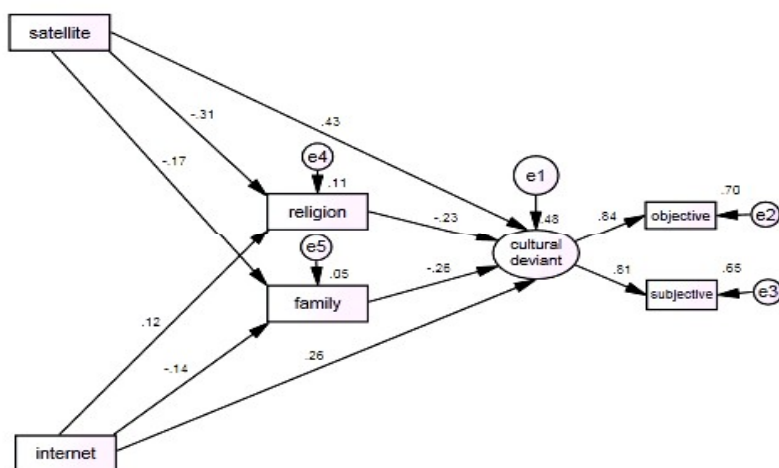 satellite
-.31
.43
-.17
e4
.11
e1
religion
.70
-.23
.48
.84
objective
e2
e5
cultural
deviant
.05
-.26
.81
.65
family
subjective
e3
.12
-.14
.26
internet